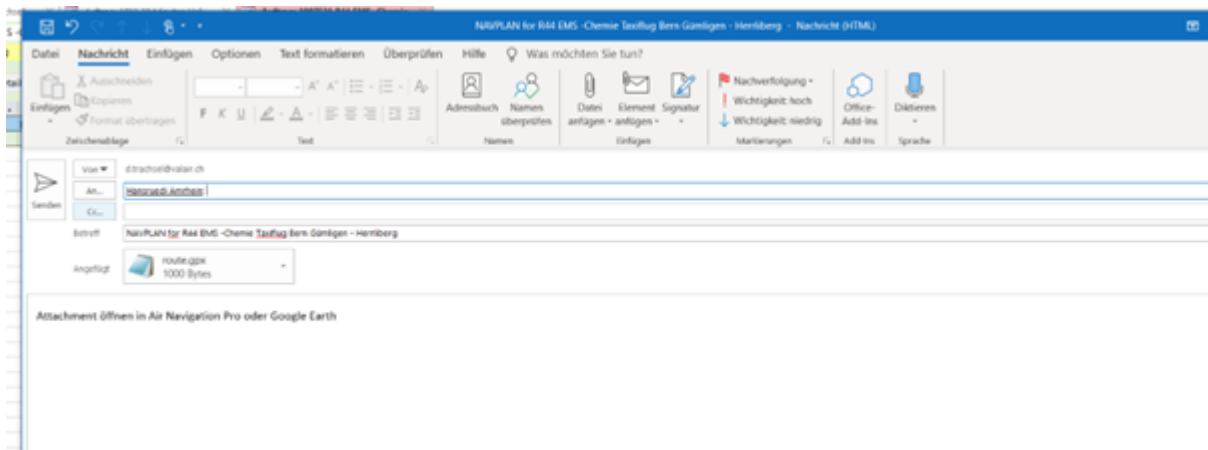 NAVPLAN for R44 EMS -Chemie Taxiflug Bern Gümligen - Herrliberg - Nachricht (HTML)
Datei Nachricht Einfügen Optionen Text formatieren Überprüfen Hilfe Was möchten Sie tun?
Einfügen
Ausschneiden
Kopieren
Format übertragen
Zwischenablage
F K U
Text
Adressbuch
Namen überprüfen
Namen
Datei anfügen
Element anfügen
Signatur
Einfügen
Nachverfolgung
Wichtigkeit: hoch
Wichtigkeit: niedrig
Markierungen
Office-Add-Ins
Add-Ins
Diktieren
Sprache
Senden
Von
d.trachsel@valair.ch
An...
Cc...
Betreff
NAVPLAN for R44 EMS -Chemie Taxiflug Bern Gümligen - Herrliberg
Angefügt
route.gpx
1000 Bytes
Attachment öffnen in Air Navigation Pro oder Google Earth